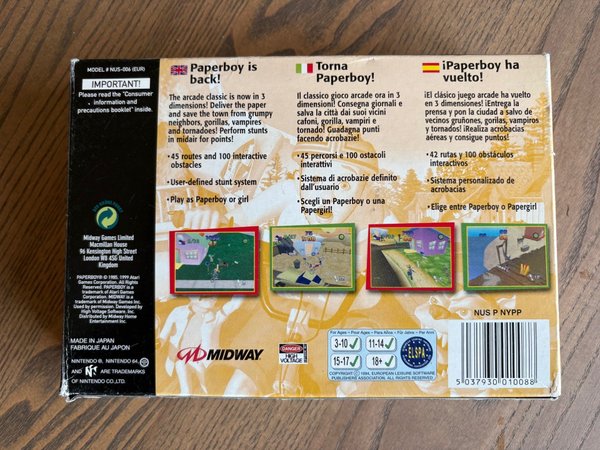 MODEL # NUS-006 (EUR)
IMPORTANT!
Please read the "Consumer
information and
precautions booklet" inside.
Midway Games Limited
Macmillan House
96 Kensington High Street
London W8 4SG United
Kingdom
PAPERBOY® © 1985, 1999 Atari
Games Corporation.
PAPERBOY is a
trademark of Atari Games
Corporation. MIDWAY is a
trademark of Midway Games Inc.
Used by permission. Developed by
High Voltage Software, Inc.
Distributed by Midway Home
Entertainment Inc.
MADE IN JAPAN
FABRIQUE AU JAPON
NINTENDO ®, NINTENDO 64,
AND N ARE TRADEMARKS
OF NINTENDO CO., LTD.
Paperboy is
back!
The arcade classic is now in 3
dimensions! Deliver the paper
and save the town from grumpy
neighbors, gorillas, vampires
and tornadoes! Perform stunts
in midair for points!
•45 routes and 100 interactive
obstacles
•User-defined stunt system
•Play as Paperboy or girl
Torna
Paperboy!
Il classico gioco arcade ora in 3
dimensioni! Consegna giornali e
salva la città dai suoi vicini
cafoni, gorilla, vampiri e
tornado! Guadagna punti
facendo acrobazie!
•45 percorsi e 100 ostacoli
interattivi
•Sistema di acrobazie definito
dall'usuario
•Scegli un Paperboy o una
Papergirl!
¡Paperboy ha
vuelto!
El clásico juego arcade ha vuelto
en 3 dimensiones! ¡Entrega la
prensa y pon la ciudad a salvo de
vecinos gruñones, gorilas, vampiros
y tornados! ¡Realiza acrobacias
aéreas y consigue puntos!
•42 rutas y 100 obstáculos
interactivos
•Sistema personalizado de
acrobacias
•Elige entre Paperboy o Papergirl
NUS P NYPP
MIDWAY
DANGER
HIGH
VOLTAGE
For Ages / Pour Ages / Para Años / Für Jahre / Per Anni
3-10
11-14
15-17
18+
ELSPA
COPYRIGHT © 1994, EUROPEAN LEISURE SOFTWARE
PUBLISHERS ASSOCIATION. ALL RIGHTS RESERVED
5 037930 010088